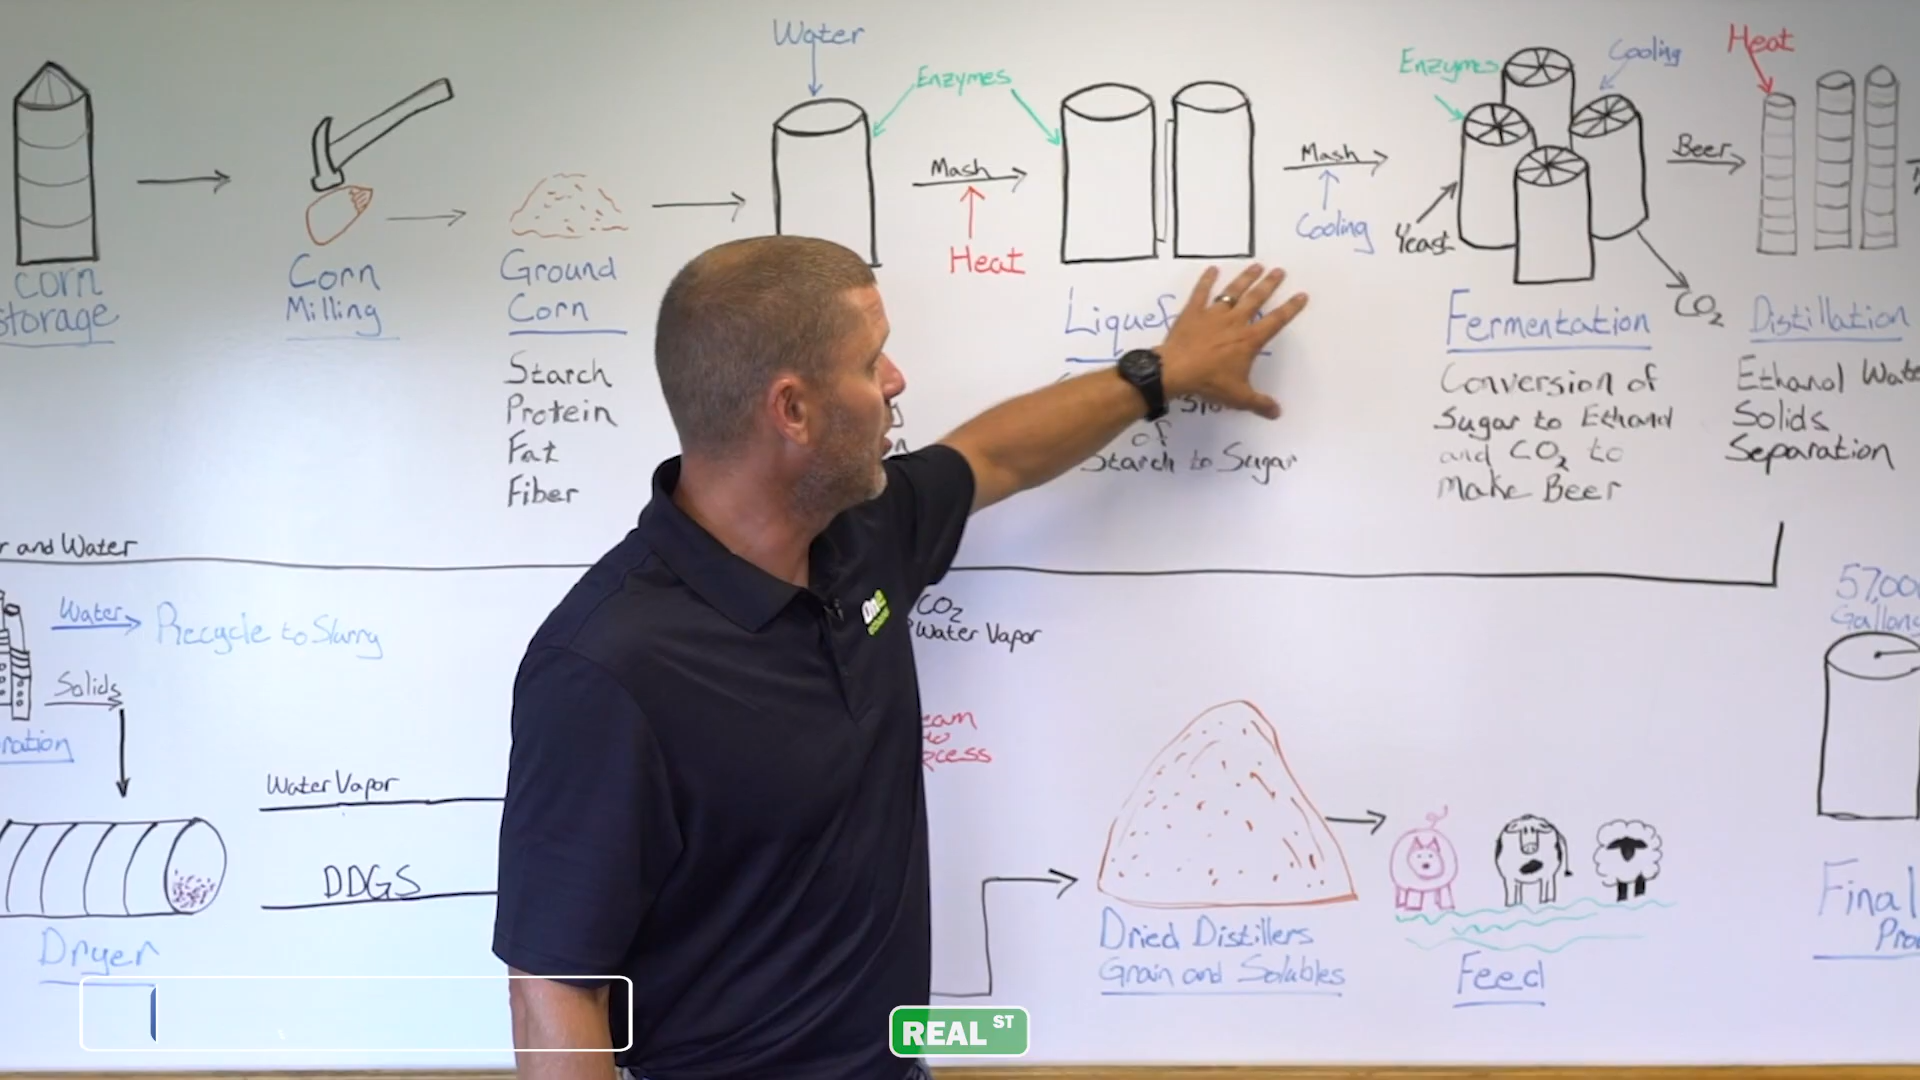 Water
Enzymes
Enzymes
Cooling
Heat
Mash
Heat
Mash
Cooling
Beer
Yeast
CO2
corn
storage
Corn
Milling
Ground
Corn
Starch
Protein
Fat
Fiber
of
Starch to Sugar
Fermentation
Conversion of
Sugar to Ethanol
and CO2 to
Make Beer
Distillation
Ethanol
Solids
Separation
and Water
Water
Recycle to Slurry
Solids
Water Vapor
DDGS
Dryer
CO2
Water Vapor
Dried Distillers
Grain and Solubles
Feed
Final
REAL ST